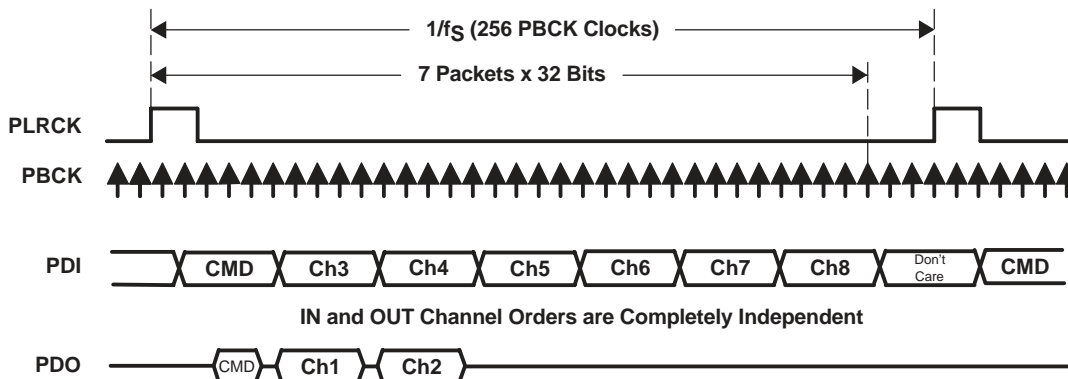 1/fS (256 PBCK Clocks)
7 Packets x 32 Bits
PLRCK
PBCK
PDI CMD Ch3 Ch4 Ch5 Ch6 Ch7 Ch8 Don't Care CMD
IN and OUT Channel Orders are Completely Independent
PDO CMD Ch1 Ch2